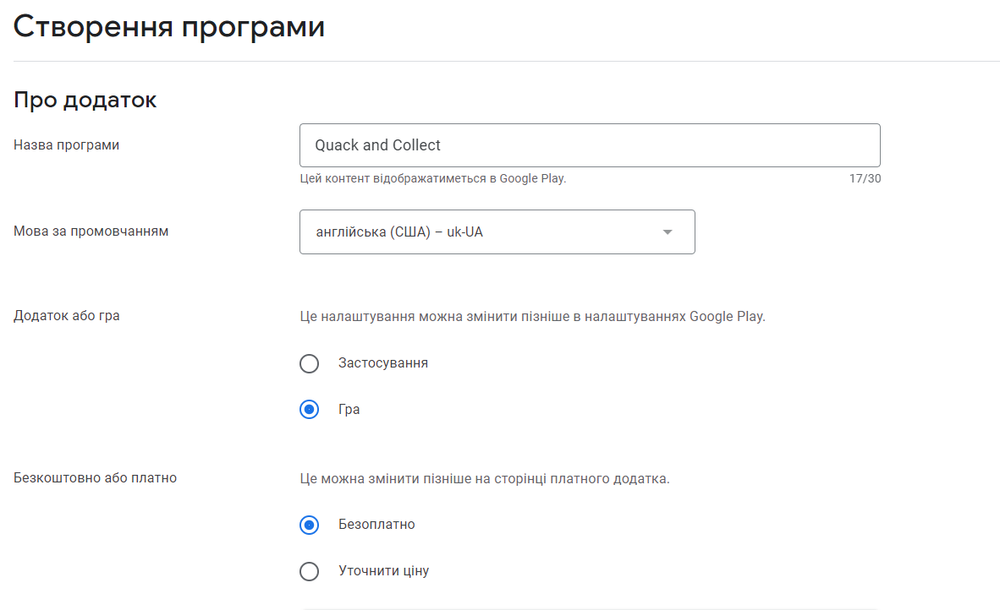 Створення програми
Про додаток
Назва програми
Quack and Collect
Цей контент відображатиметься в Google Play.
17/30
Мова за промовчанням
англійська (США) – uk-UA
Додаток або гра
Це налаштування можна змінити пізніше в налаштуваннях Google Play.
Застосування
Гра
Безкоштовно або платно
Це можна змінити пізніше на сторінці платного додатка.
Безоплатно
Уточнити ціну